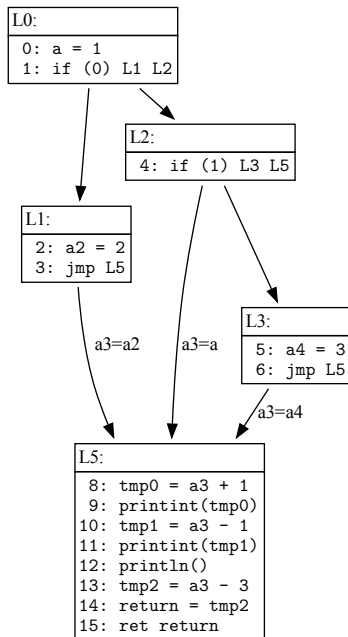 L0:
0: a = 1
1: if (0) L1 L2
L2:
4: if (1) L3 L5
L1:
2: a2 = 2
3: jmp L5
L3:
5: a4 = 3
6: jmp L5
a3=a2
a3=a
a3=a4
L5:
8: tmp0 = a3 + 1
9: printint(tmp0)
10: tmp1 = a3 - 1
11: printint(tmp1)
12: println()
13: tmp2 = a3 - 3
14: return = tmp2
15: ret return